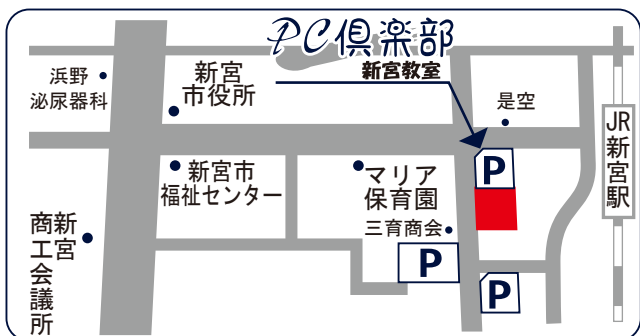 PC倶楽部
新宮教室
浜野
泌尿器科
新宮
市役所
是空
JR新宮駅
新宮市
福祉センター
マリア
保育園
三育商会
新宮
商工会議所
P
P
P